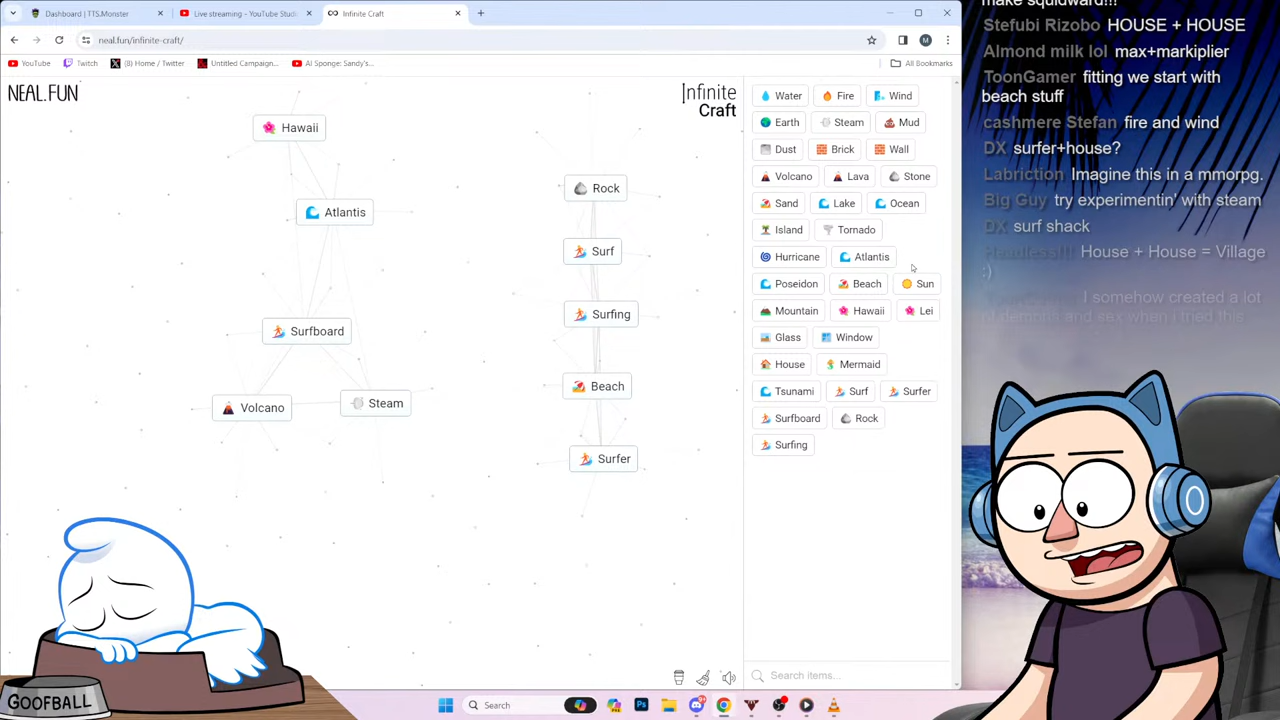 Dashboard | TTS.Monster
Live streaming - YouTube Studi
Infinite Craft
neal.fun/infinite-craft/
YouTube
Twitch
(8) Home / Twitter
Untitled Campaign...
AI Sponge: Sandy's...
All Bookmarks
NEAL.FUN
Infinite
Craft
Hawaii
Atlantis
Surfboard
Volcano
Steam
Rock
Surf
Surfing
Beach
Surfer
Water Fire Wind
Earth Steam Mud
Dust Brick Wall
Volcano Lava Stone
Sand Lake Ocean
Island Tornado
Hurricane Atlantis
Poseidon Beach Sun
Mountain Hawaii Lei
Glass Window
House Mermaid
Tsunami Surf Surfer
Surfboard Rock
Surfing
Search items...
Search
make squidward!!!
Stefubi Rizobo HOUSE + HOUSE
Almond milk lol max+markiplier
ToonGamer fitting we start with
beach stuff
cashmere Stefan fire and wind
DX surfer+house?
Labriction Imagine this in a mmorpg.
Big Guy try experimentin' with steam
DX surf shack
Headless!!! House + House = Village
:)
I somehow created a lot
and sex when i tried this
GOOFBALL